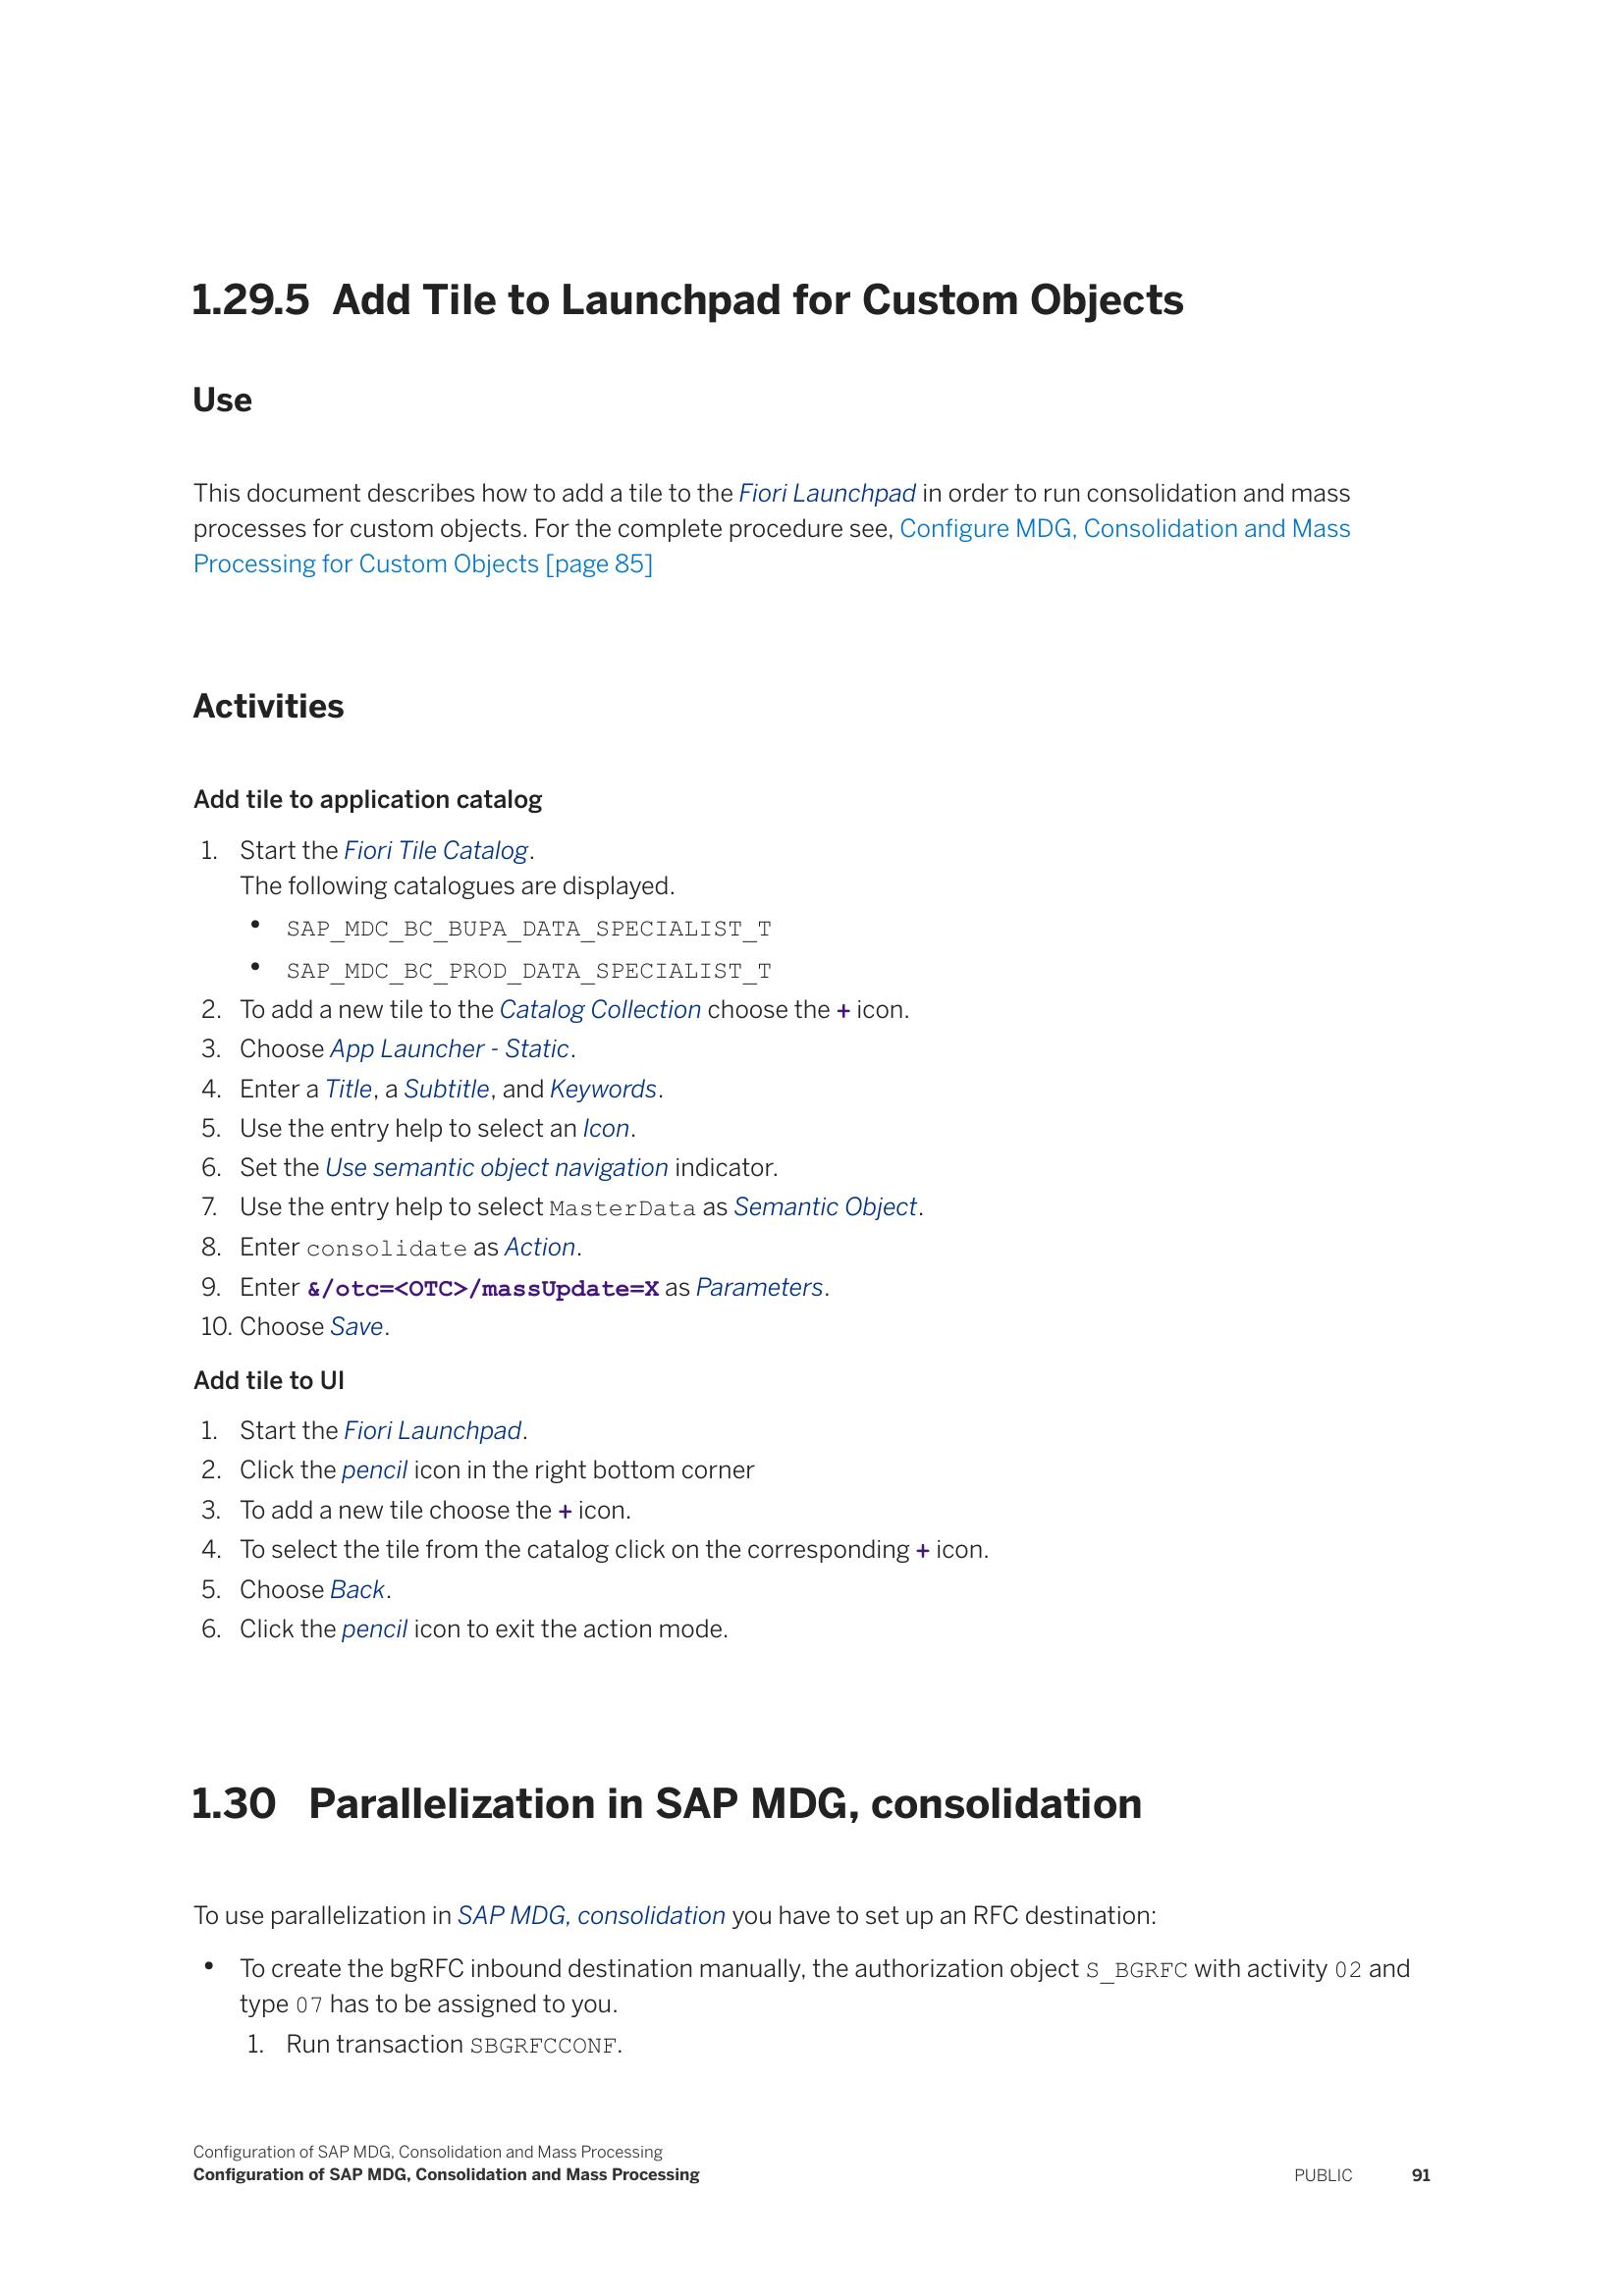 1.29.5 Add Tile to Launchpad for Custom Objects
Use
This document describes how to add a tile to the Fiori Launchpad in order to run consolidation and mass
processes for custom objects. For the complete procedure see, Configure MDG, Consolidation and Mass
Processing for Custom Objects [page 85]
Activities
Add tile to application catalog
1. Start the Fiori Tile Catalog.
The following catalogues are displayed.
• SAP_MDC_BC_BUPA_DATA_SPECIALIST_T
• SAP_MDC_BC_PROD_DATA_SPECIALIST_T
2. To add a new tile to the Catalog Collection choose the + icon.
3. Choose App Launcher - Static.
4. Enter a Title, a Subtitle, and Keywords.
5. Use the entry help to select an Icon.
6. Set the Use semantic object navigation indicator.
7. Use the entry help to select MasterData as Semantic Object.
8. Enter consolidate as Action.
9. Enter &/otc=<OTC>/massUpdate=X as Parameters.
10. Choose Save.
Add tile to UI
1. Start the Fiori Launchpad.
2. Click the pencil icon in the right bottom corner
3. To add a new tile choose the + icon.
4. To select the tile from the catalog click on the corresponding + icon.
5. Choose Back.
6. Click the pencil icon to exit the action mode.
1.30 Parallelization in SAP MDG, consolidation
To use parallelization in SAP MDG, consolidation you have to set up an RFC destination:
• To create the bgRFC inbound destination manually, the authorization object S_BGRFC with activity 02 and
type 07 has to be assigned to you.
1. Run transaction SBGRFCCONF.
Configuration of SAP MDG, Consolidation and Mass Processing
Configuration of SAP MDG, Consolidation and Mass Processing PUBLIC 91